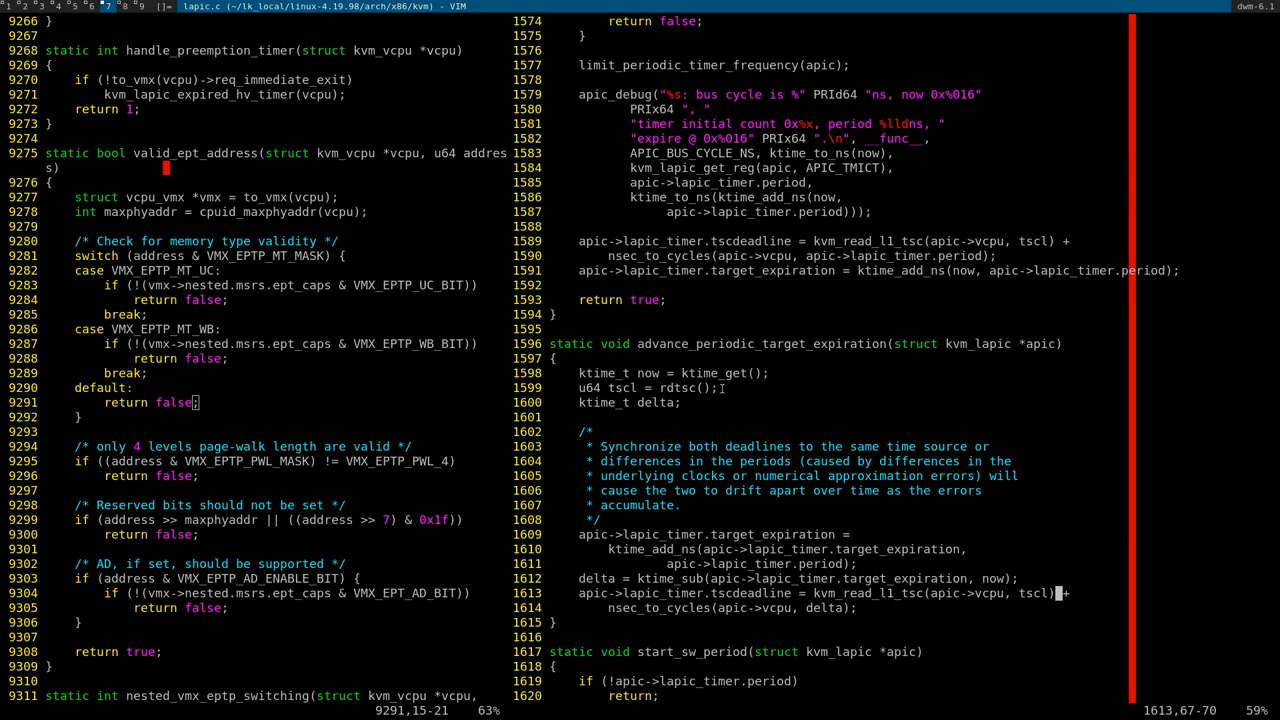 1 2 3 4 5 6 7 8 9 []= lapic.c (~/lk_local/linux-4.19.98/arch/x86/kvm) - VIM dwm-6.1
9266 }
9267
9268 static int handle_preemption_timer(struct kvm_vcpu *vcpu)
9269 {
9270     if (!to_vmx(vcpu)->req_immediate_exit)
9271         kvm_lapic_expired_hv_timer(vcpu);
9272     return 1;
9273 }
9274
9275 static bool valid_ept_address(struct kvm_vcpu *vcpu, u64 addres
s)
9276 {
9277     struct vcpu_vmx *vmx = to_vmx(vcpu);
9278     int maxphyaddr = cpuid_maxphyaddr(vcpu);
9279
9280     /* Check for memory type validity */
9281     switch (address & VMX_EPTP_MT_MASK) {
9282     case VMX_EPTP_MT_UC:
9283         if (!(vmx->nested.msrs.ept_caps & VMX_EPTP_UC_BIT))
9284             return false;
9285         break;
9286     case VMX_EPTP_MT_WB:
9287         if (!(vmx->nested.msrs.ept_caps & VMX_EPTP_WB_BIT))
9288             return false;
9289         break;
9290     default:
9291         return false;
9292     }
9293
9294     /* only 4 levels page-walk length are valid */
9295     if ((address & VMX_EPTP_PWL_MASK) != VMX_EPTP_PWL_4)
9296         return false;
9297
9298     /* Reserved bits should not be set */
9299     if (address >> maxphyaddr || ((address >> 7) & 0x1f))
9300         return false;
9301
9302     /* AD, if set, should be supported */
9303     if (address & VMX_EPTP_AD_ENABLE_BIT) {
9304         if (!(vmx->nested.msrs.ept_caps & VMX_EPT_AD_BIT))
9305             return false;
9306     }
9307
9308     return true;
9309 }
9310
9311 static int nested_vmx_eptp_switching(struct kvm_vcpu *vcpu,
9291,15-21 63%
1574         return false;
1575     }
1576
1577     limit_periodic_timer_frequency(apic);
1578
1579     apic_debug("%s: bus cycle is %" PRId64 "ns, now 0x%016"
1580            PRIx64 ", "
1581            "timer initial count 0x%x, period %lldns, "
1582            "expire @ 0x%016" PRIx64 ".\n", __func__,
1583            APIC_BUS_CYCLE_NS, ktime_to_ns(now),
1584            kvm_lapic_get_reg(apic, APIC_TMICT),
1585            apic->lapic_timer.period,
1586            ktime_to_ns(ktime_add_ns(now,
1587                 apic->lapic_timer.period)));
1588
1589     apic->lapic_timer.tscdeadline = kvm_read_l1_tsc(apic->vcpu, tscl) +
1590         nsec_to_cycles(apic->vcpu, apic->lapic_timer.period);
1591     apic->lapic_timer.target_expiration = ktime_add_ns(now, apic->lapic_timer.period);
1592
1593     return true;
1594 }
1595
1596 static void advance_periodic_target_expiration(struct kvm_lapic *apic)
1597 {
1598     ktime_t now = ktime_get();
1599     u64 tscl = rdtsc();
1600     ktime_t delta;
1601
1602     /*
1603      * Synchronize both deadlines to the same time source or
1604      * differences in the periods (caused by differences in the
1605      * underlying clocks or numerical approximation errors) will
1606      * cause the two to drift apart over time as the errors
1607      * accumulate.
1608      */
1609     apic->lapic_timer.target_expiration =
1610         ktime_add_ns(apic->lapic_timer.target_expiration,
1611                 apic->lapic_timer.period);
1612     delta = ktime_sub(apic->lapic_timer.target_expiration, now);
1613     apic->lapic_timer.tscdeadline = kvm_read_l1_tsc(apic->vcpu, tscl) +
1614         nsec_to_cycles(apic->vcpu, delta);
1615 }
1616
1617 static void start_sw_period(struct kvm_lapic *apic)
1618 {
1619     if (!apic->lapic_timer.period)
1620         return;
1613,67-70 59%